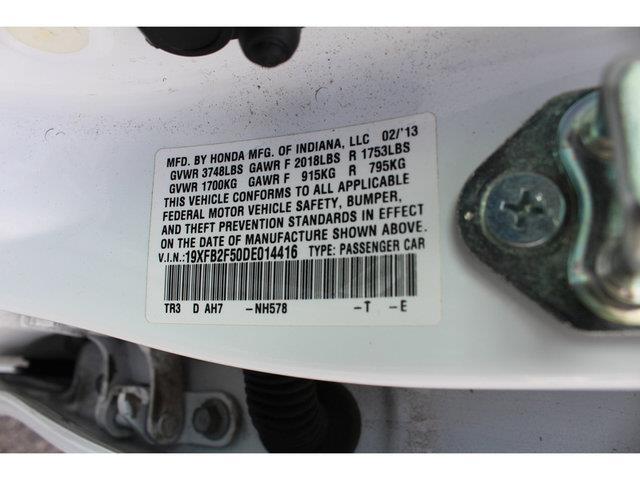 MFD. BY HONDA MFG. OF INDIANA, LLC 02/'13
GVWR 3748LBS GAWR F 2018LBS R 1753LBS
GVWR 1700KG GAWR F 915KG R 795KG
THIS VEHICLE CONFORMS TO ALL APPLICABLE
FEDERAL MOTOR VEHICLE SAFETY, BUMPER,
AND THEFT PREVENTION STANDARDS IN EFFECT
ON THE DATE OF MANUFACTURE SHOWN ABOVE.
V.I.N.:19XFB2F50DE014416 TYPE: PASSENGER CAR
TR3 D AH7 -NH578 -T -E